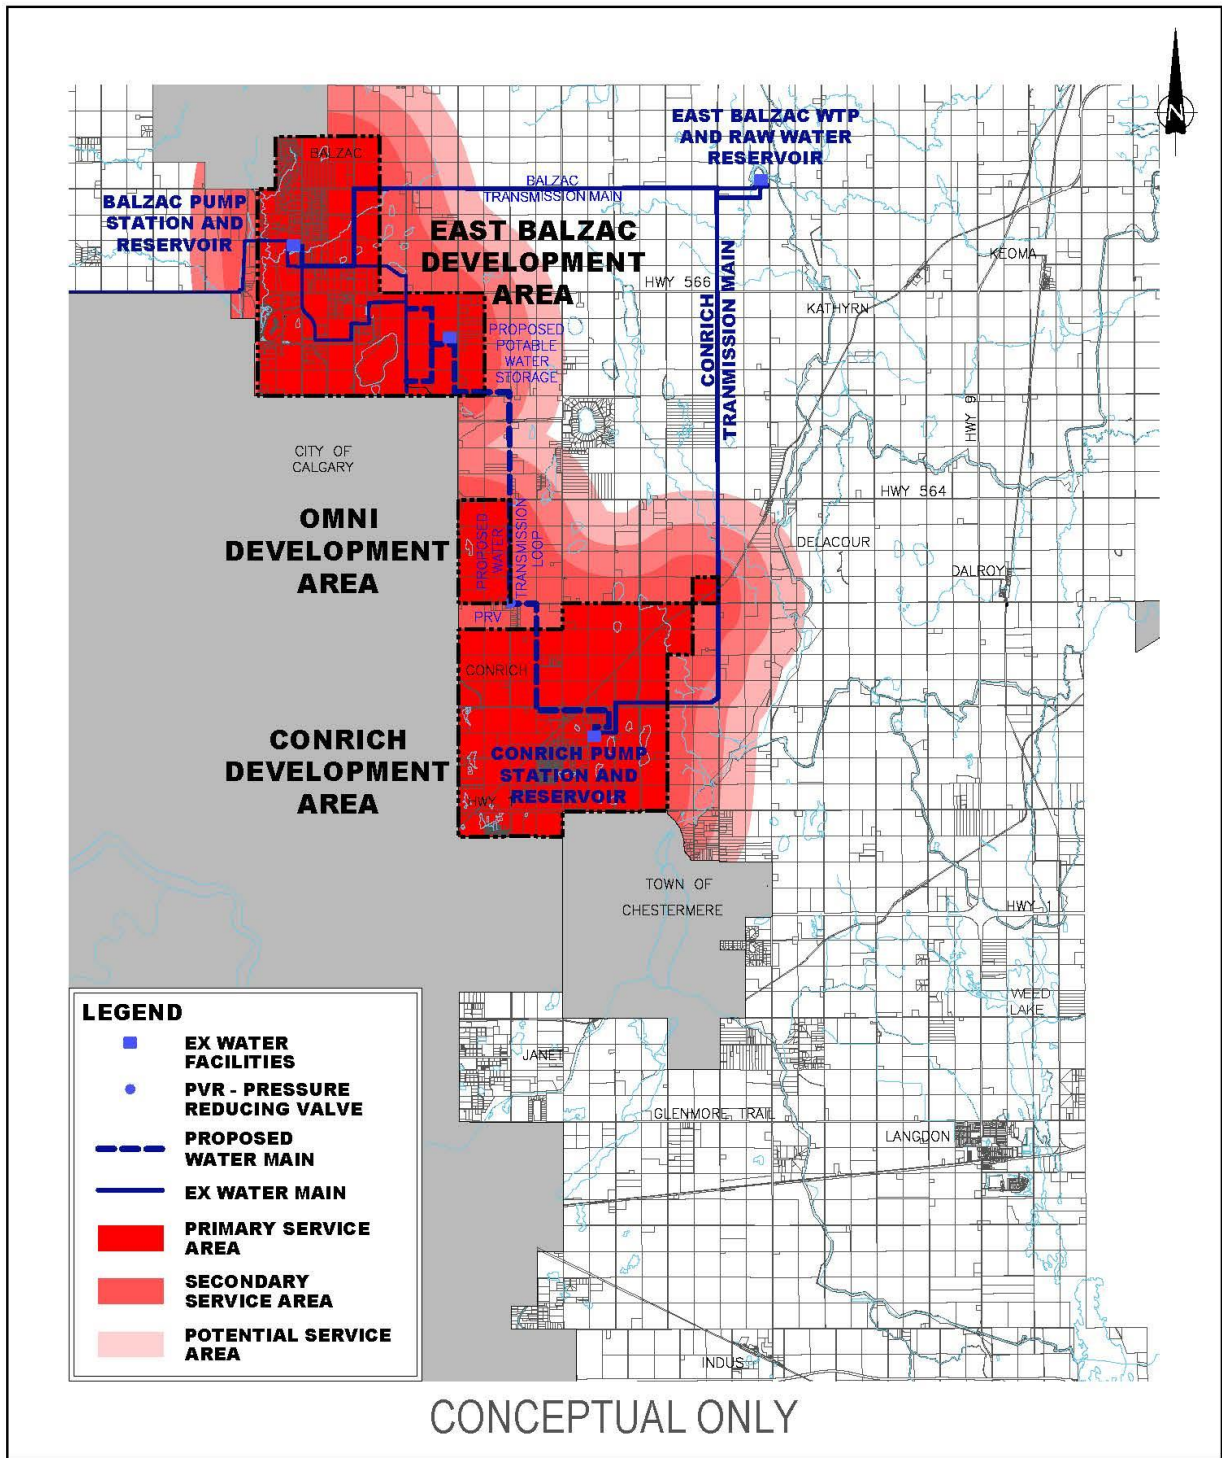 N
EAST BALZAC WTP
AND RAW WATER
RESERVOIR
BALZAC
BALZAC
TRANSMISSION MAIN
BALZAC PUMP
STATION AND
RESERVOIR
EAST BALZAC
DEVELOPMENT
AREA
HWY 566
KEOMA
KATHYRN
CONRICH
TRANMISSION MAIN
PROPOSED
POTABLE
WATER
STORAGE
HWY 9
CITY OF
CALGARY
HWY 564
OMNI
DEVELOPMENT
AREA
PROPOSED
WATER
TRANSMISSION
LOOP
DELACOUR
DALROY
PRV
CONRICH
CONRICH
DEVELOPMENT
AREA
CONRICH PUMP
STATION AND
RESERVOIR
HWY
TOWN OF
CHESTERMERE
HWY 1
WEED
LAKE
JANET
GLENMORE TRAIL
LANGDON
INDUS
LEGEND
EX WATER
FACILITIES
PVR - PRESSURE
REDUCING VALVE
PROPOSED
WATER MAIN
EX WATER MAIN
PRIMARY SERVICE
AREA
SECONDARY
SERVICE AREA
POTENTIAL SERVICE
AREA
CONCEPTUAL ONLY